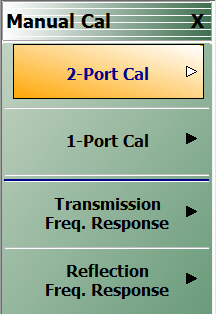 Manual Cal X
2-Port Cal
1-Port Cal
Transmission
Freq. Response
Reflection
Freq. Response